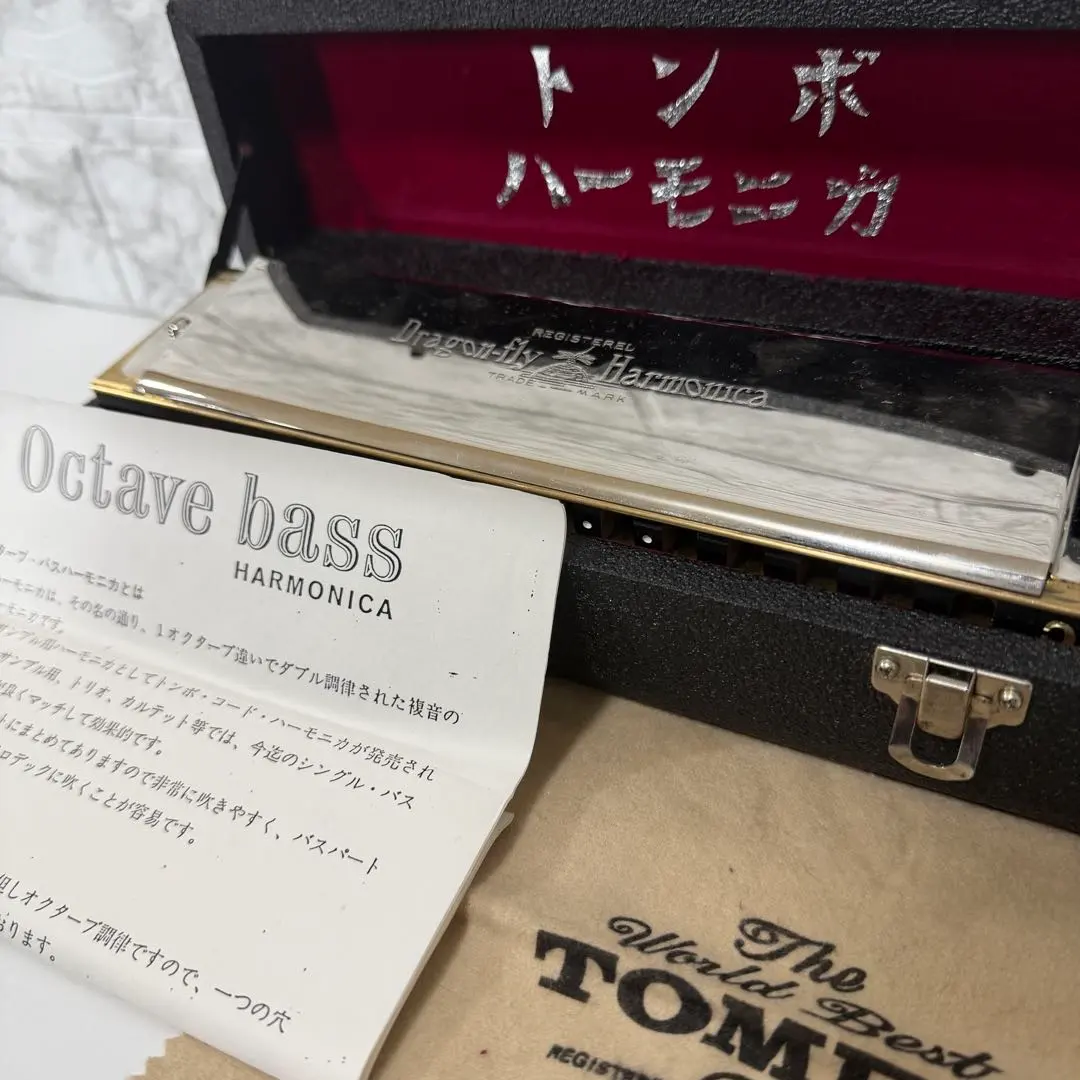 トンボ
ハーモニカ
REGISTERED
Dragon-fly Harmonica
TRADE MARK
Octave bass
HARMONICA
ターブ・バスハーモニカとは
ーモニカは、その名の通り、1オクターブ違いでダブル調律された複音の
ーモニカです。
サンブル用ハーモニカとしてトンボ・コード・ハーモニカが発売され
サンブル用、トリオ、カルテット等では、今迄のシングル・バス
良くマッチして効果的です。
トにまとめてありますので非常に吹きやすく、バスパート
ロテックに吹くことが容易です。
但しオクターブ調律ですので、一つの穴
おります。
The
World Best
TOMB
REGISTER